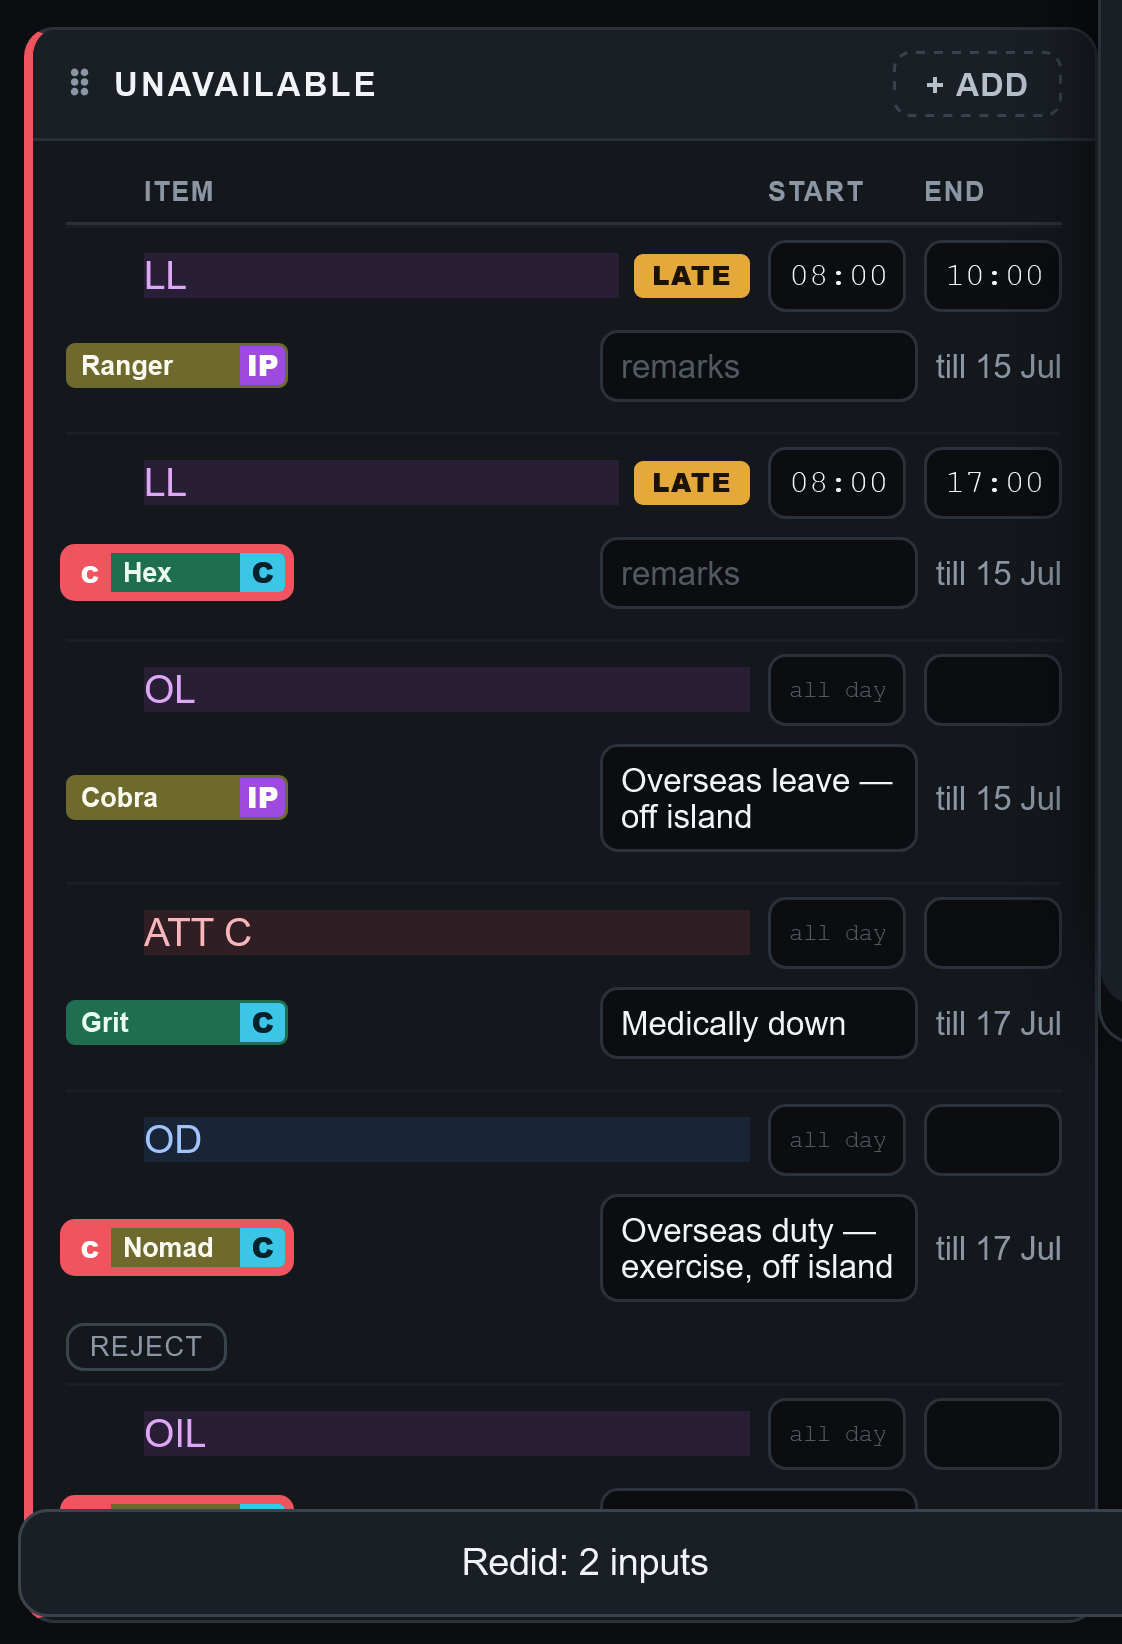 UNAVAILABLE
+ ADD
ITEM START END
LL LATE 08:00 10:00
Ranger IP remarks till 15 Jul
LL LATE 08:00 17:00
c Hex C remarks till 15 Jul
OL all day
Cobra IP Overseas leave —
off island till 15 Jul
ATT C all day
Grit C Medically down till 17 Jul
OD all day
c Nomad C Overseas duty —
exercise, off island till 17 Jul
REJECT
OIL all day
Redid: 2 inputs